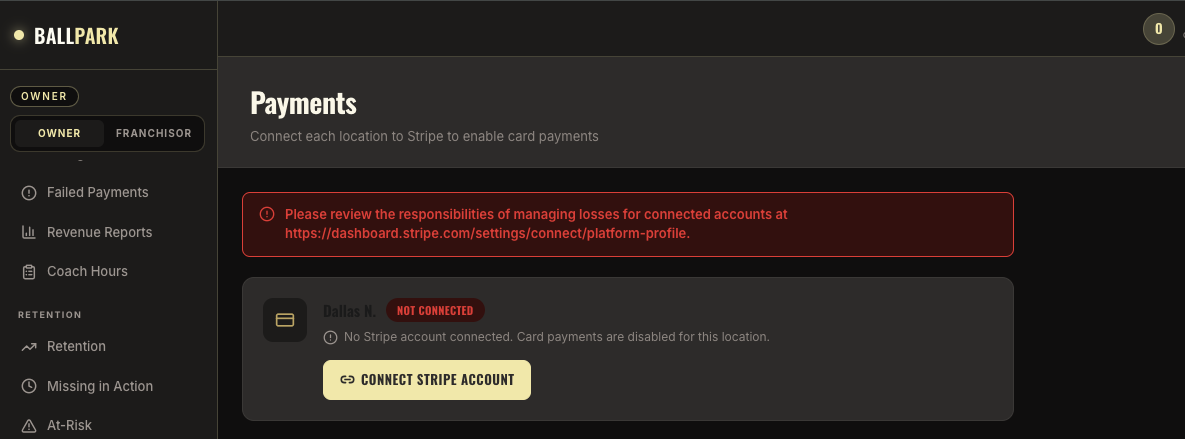 BALLPARK
0
OWNER
OWNER FRANCHISOR
Failed Payments
Revenue Reports
Coach Hours
RETENTION
Retention
Missing in Action
At-Risk
Payments
Connect each location to Stripe to enable card payments
Please review the responsibilities of managing losses for connected accounts at
https://dashboard.stripe.com/settings/connect/platform-profile.
Dallas N. NOT CONNECTED
No Stripe account connected. Card payments are disabled for this location.
CONNECT STRIPE ACCOUNT